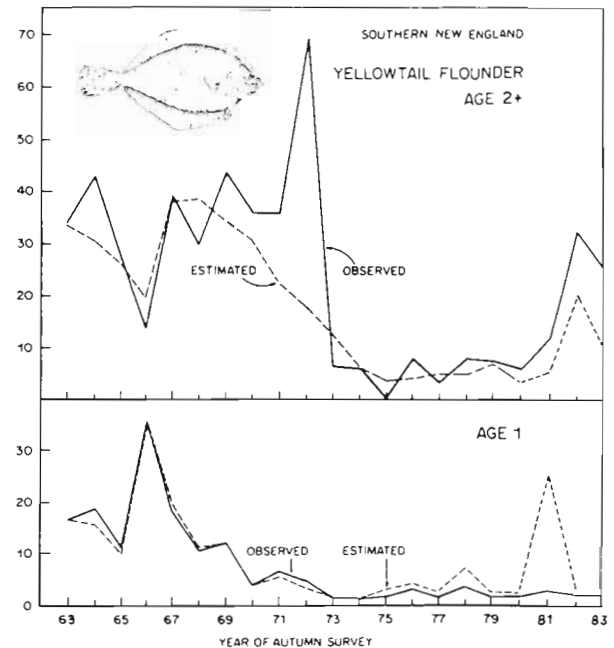 SOUTHERN NEW ENGLAND
YELLOWTAIL FLOUNDER
AGE 2+
70
60
50
40
30
20
10
ESTIMATED
OBSERVED
AGE 1
30
20
10
0
OBSERVED
ESTIMATED
63 65 67 69 71 73 75 77 79 81 83
YEAR OF AUTUMN SURVEY